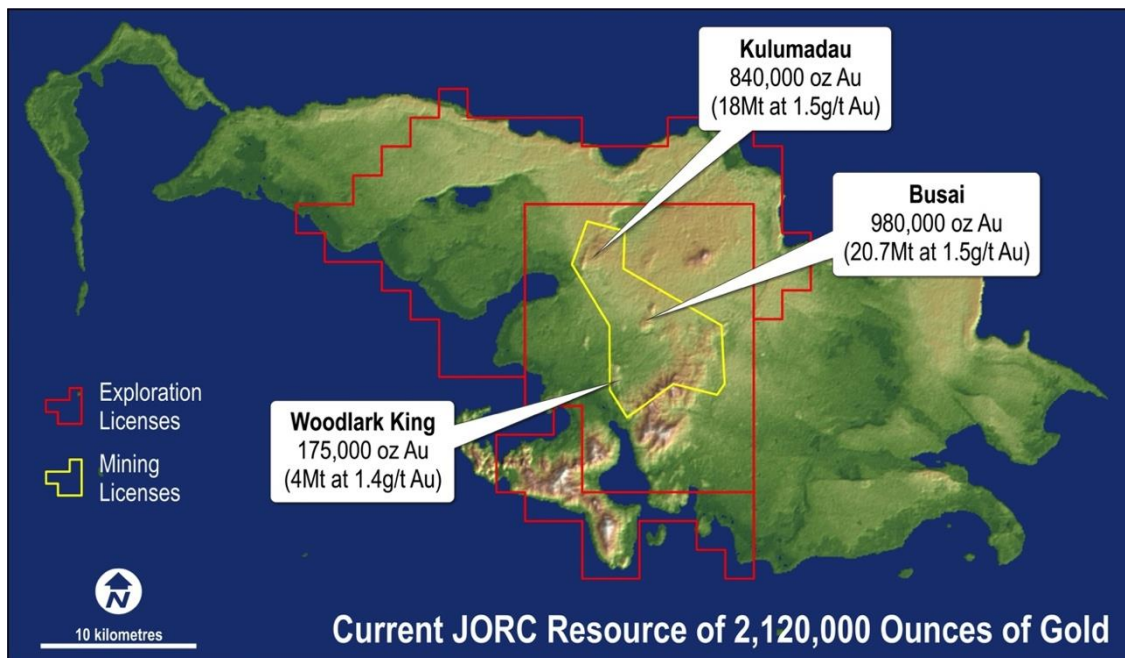 Kulumadau
840,000 oz Au
(18Mt at 1.5g/t Au)
Busai
980,000 oz Au
(20.7Mt at 1.5g/t Au)
Woodlark King
175,000 oz Au
(4Mt at 1.4g/t Au)
Exploration
Licenses
Mining
Licenses
N
10 kilometres
Current JORC Resource of 2,120,000 Ounces of Gold